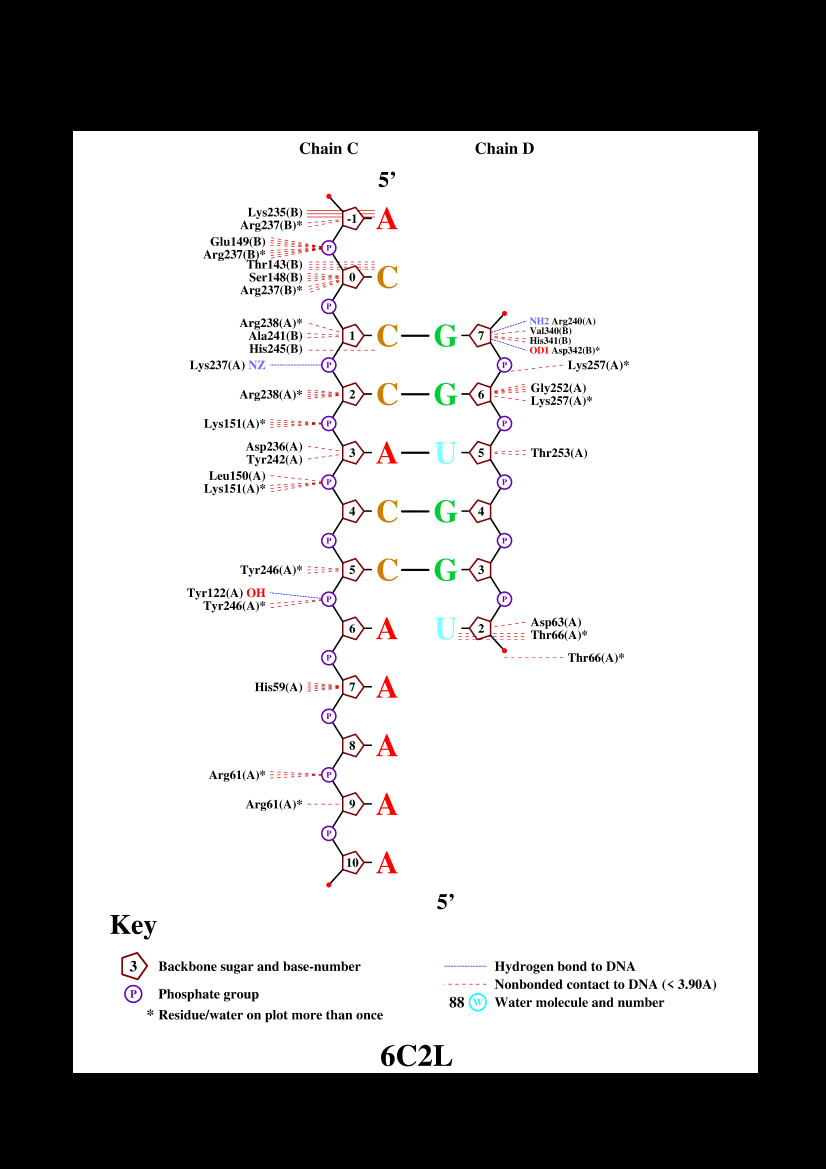 Chain C Chain D
5’
Lys235(B)
Arg237(B)* -1 A
Glu149(B)
P
Arg237(B)*
Thr143(B)
Ser148(B) 0 C
Arg237(B)*
P
Arg238(A)* NH2 Arg240(A)
Val340(B)
Ala241(B) 1 C G 7
His341(B)
His245(B) OD1 Asp342(B)*
Lys237(A) NZ P P Lys257(A)*
Gly252(A)
Arg238(A)* 2 C G 6
Lys257(A)*
Lys151(A)* P P
Asp236(A)
3 A U 5 Thr253(A)
Tyr242(A)
Leu150(A)
P P
Lys151(A)*
4 C G 4
P P
Tyr246(A)* 5 C G 3
Tyr122(A) OH P P
Tyr246(A)*
Asp63(A)
6 A U 2
Thr66(A)*
P Thr66(A)*
His59(A) 7 A
P
8 A
Arg61(A)* P
Arg61(A)* 9 A
P
10 A
5’
Key
3 Backbone sugar and base-number
P Phosphate group
* Residue/water on plot more than once
Hydrogen bond to DNA
Nonbonded contact to DNA (< 3.90A)
88 W Water molecule and number
6C2L